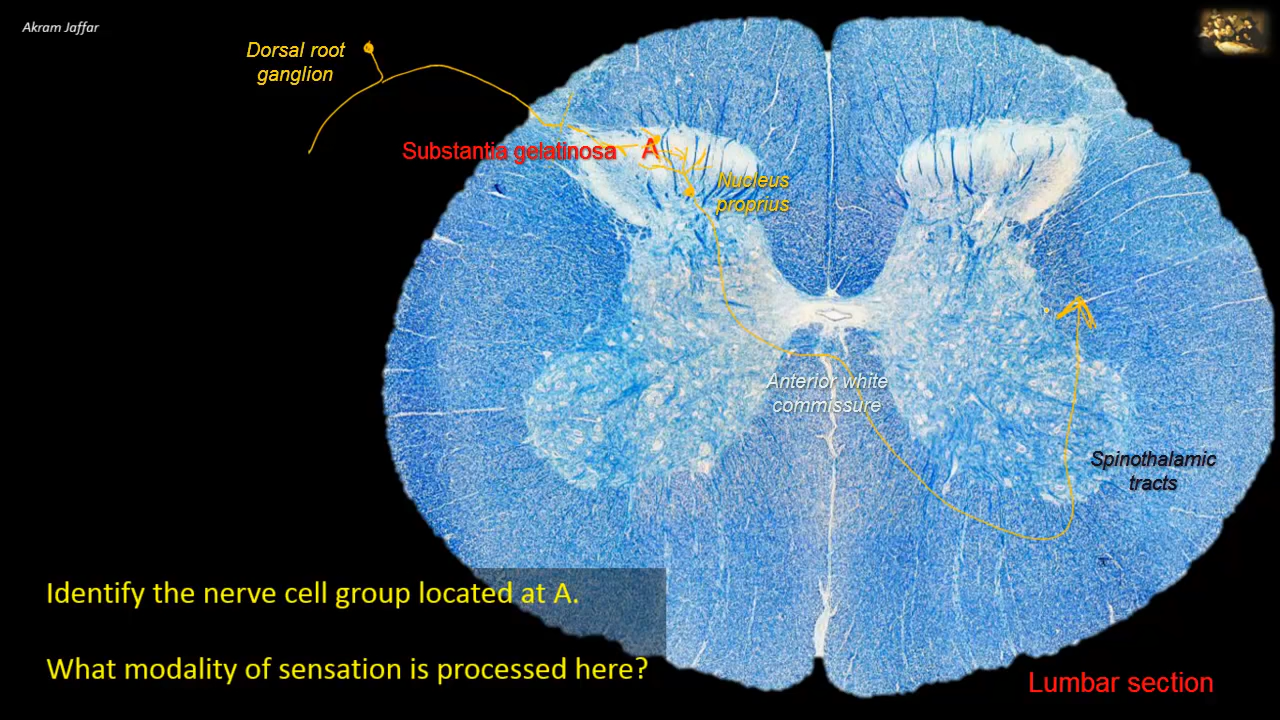 Akram Jaffar
Dorsal root
ganglion
Substantia gelatinosa
A
Nucleus
proprius
Anterior white
commissure
Spinothalamic
tracts
Identify the nerve cell group located at A.
What modality of sensation is processed here?
Lumbar section